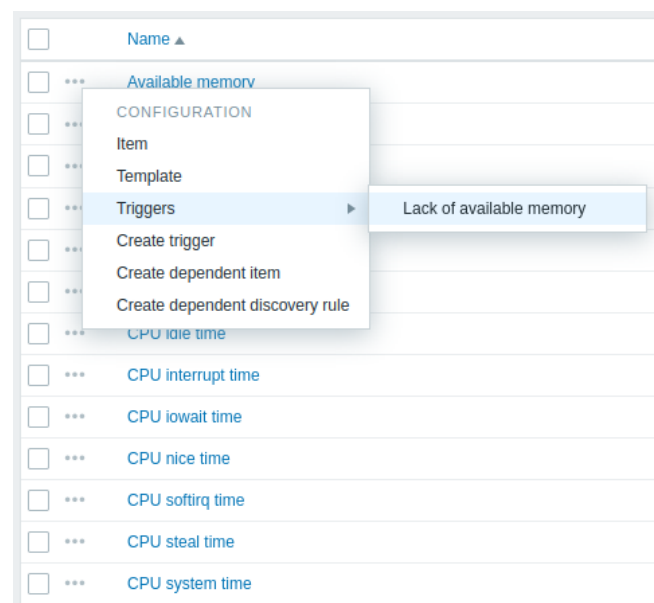 Name ▲
Available memory
CONFIGURATION
Item
Template
Triggers
Lack of available memory
Create trigger
Create dependent item
Create dependent discovery rule
CPU idle time
CPU interrupt time
CPU iowait time
CPU nice time
CPU softirq time
CPU steal time
CPU system time